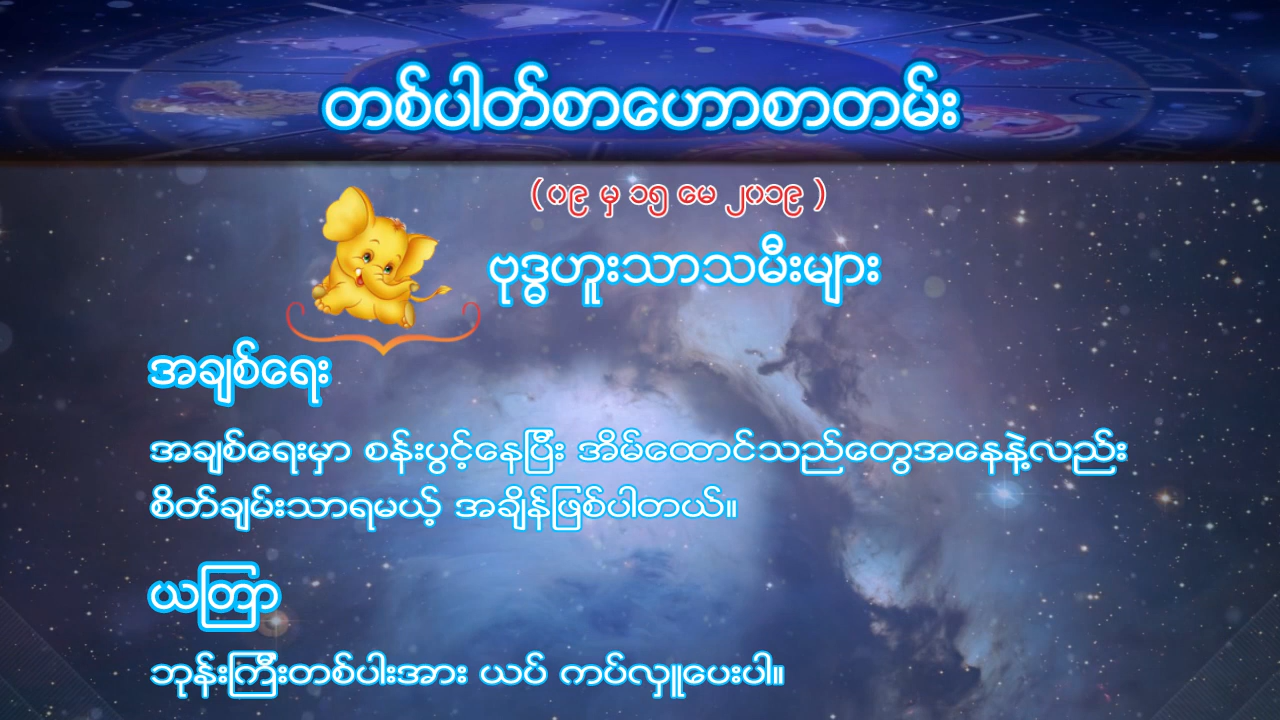 တစ်ပါတ်စာဟောစာတမ်း
( ၀၉ မှ ၁၅ မေ ၂၀၁၉ )
ဗုဒ္ဓဟူးသားသမီးများ
အချစ်ရေး
အချစ်ရေးမှာ စန်းပွင့်နေပြီး အိမ်ထောင်သည်တွေအနေနဲ့လည်း
စိတ်ချမ်းသာရမယ့် အချိန်ဖြစ်ပါတယ်။
ယတြာ
ဘုန်းကြီးတစ်ပါးအား ယပ် ကပ်လှူပေးပါ။